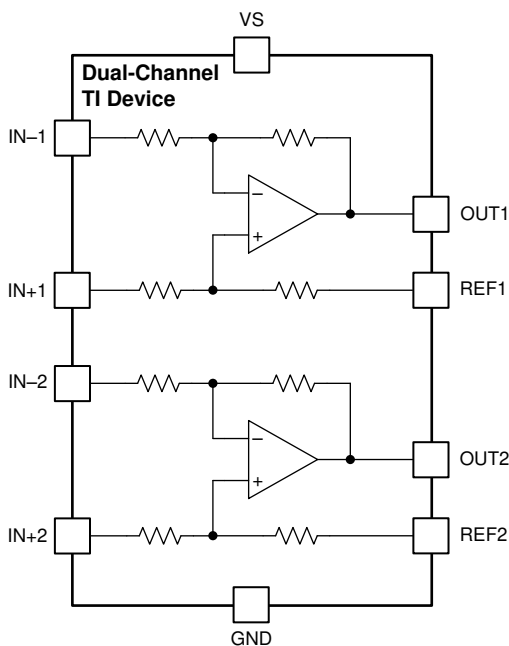 VS
Dual-Channel
TI Device
IN–1
−
OUT1
+
IN+1
REF1
IN–2
−
OUT2
+
IN+2
REF2
GND